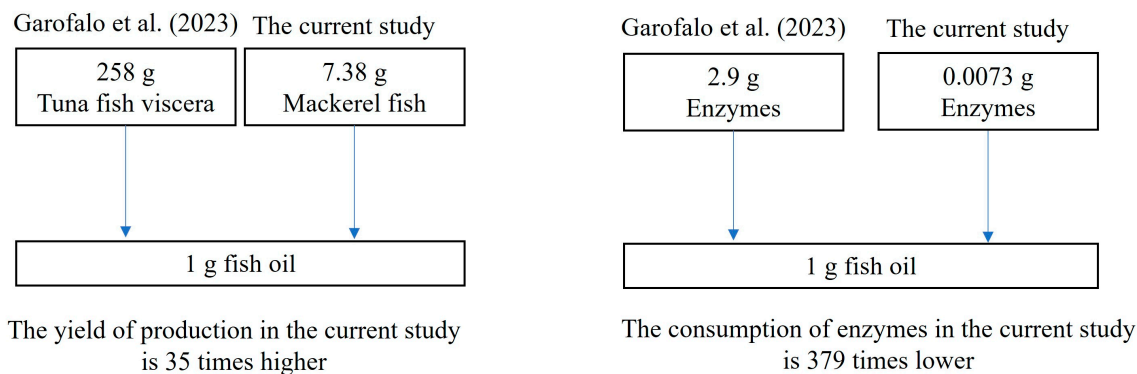 Garofalo et al. (2023)
The current study
258 g
Tuna fish viscera
7.38 g
Mackerel fish
1 g fish oil
The yield of production in the current study
is 35 times higher
Garofalo et al. (2023)
The current study
2.9 g
Enzymes
0.0073 g
Enzymes
1 g fish oil
The consumption of enzymes in the current study
is 379 times lower